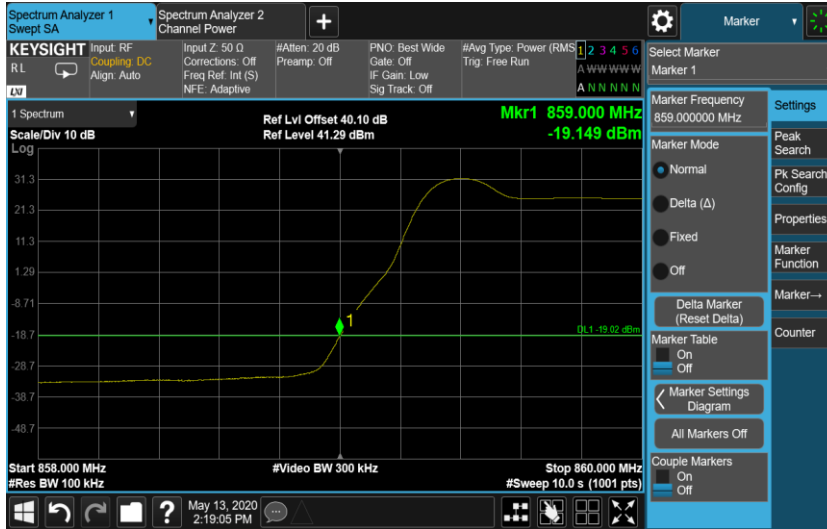 Spectrum Analyzer 1
Swept SA
Spectrum Analyzer 2
Channel Power
Marker
KEYSIGHT
RL
LXI
Input: RF
Coupling: DC
Align: Auto
Input Z: 50 Ω
Corrections: Off
Freq Ref: Int (S)
NFE: Adaptive
#Atten: 20 dB
Preamp: Off
PNO: Best Wide
Gate: Off
IF Gain: Low
Sig Track: Off
#Avg Type: Power (RMS
Trig: Free Run
1 2 3 4 5 6
A W W W W W
A N N N N N
Select Marker
Marker 1
1 Spectrum
Scale/Div 10 dB
Log
Ref Lvl Offset 40.10 dB
Ref Level 41.29 dBm
Mkr1 859.000 MHz
-19.149 dBm
31.3
21.3
11.3
1.29
-8.71
-18.7
-28.7
-38.7
-48.7
1
DL1 -19.02 dBm
Start 858.000 MHz
#Res BW 100 kHz
#Video BW 300 kHz
Stop 860.000 MHz
#Sweep 10.0 s (1001 pts)
Marker Frequency
859.000000 MHz
Marker Mode
Normal
Delta (Δ)
Fixed
Off
Delta Marker
(Reset Delta)
Marker Table
On
Off
Marker Settings
Diagram
All Markers Off
Couple Markers
On
Off
Settings
Peak
Search
Pk Search
Config
Properties
Marker
Function
Marker→
Counter
?
May 13, 2020
2:19:05 PM